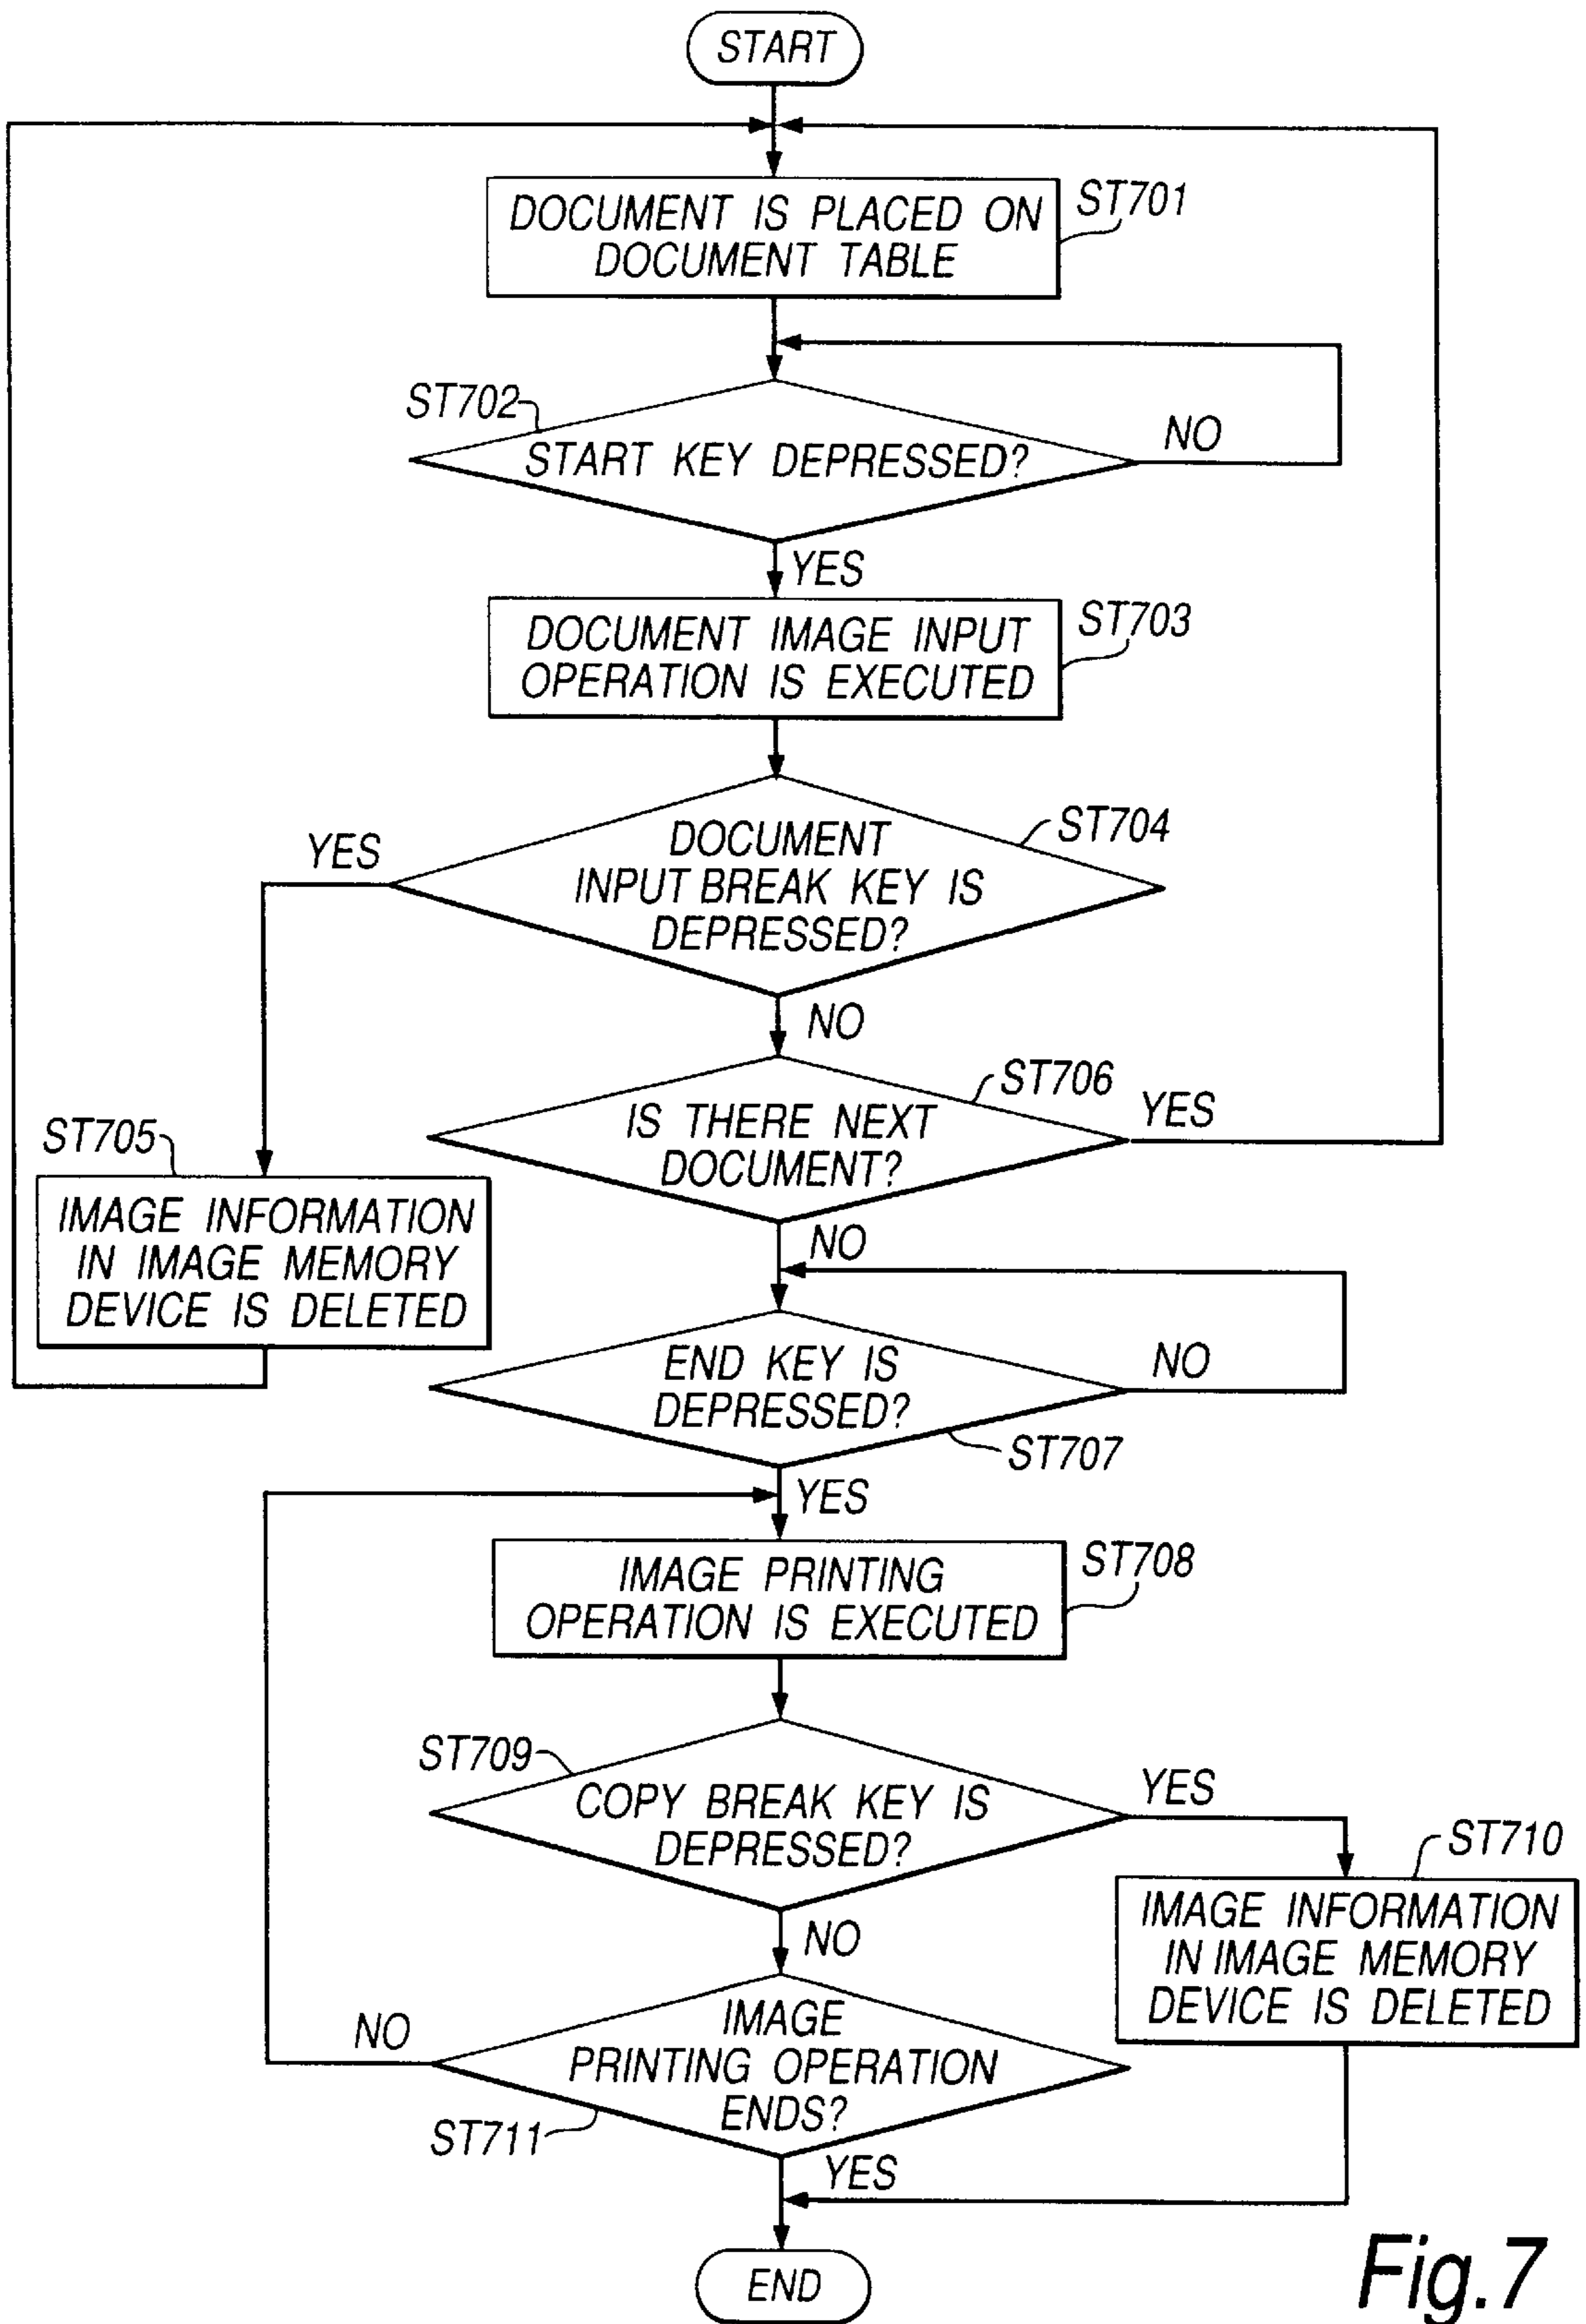 START
DOCUMENT IS PLACED ON
DOCUMENT TABLE
ST701
ST702
START KEY DEPRESSED?
NO
YES
DOCUMENT IMAGE INPUT
OPERATION IS EXECUTED
ST703
DOCUMENT
INPUT BREAK KEY IS
DEPRESSED?
ST704
YES
NO
IS THERE NEXT
DOCUMENT?
ST706
YES
ST705
IMAGE INFORMATION
IN IMAGE MEMORY
DEVICE IS DELETED
NO
END KEY IS
DEPRESSED?
NO
ST707
YES
IMAGE PRINTING
OPERATION IS EXECUTED
ST708
ST709
COPY BREAK KEY IS
DEPRESSED?
YES
ST710
IMAGE INFORMATION
IN IMAGE MEMORY
DEVICE IS DELETED
NO
IMAGE
PRINTING OPERATION
ENDS?
NO
ST711
YES
END
Fig.7